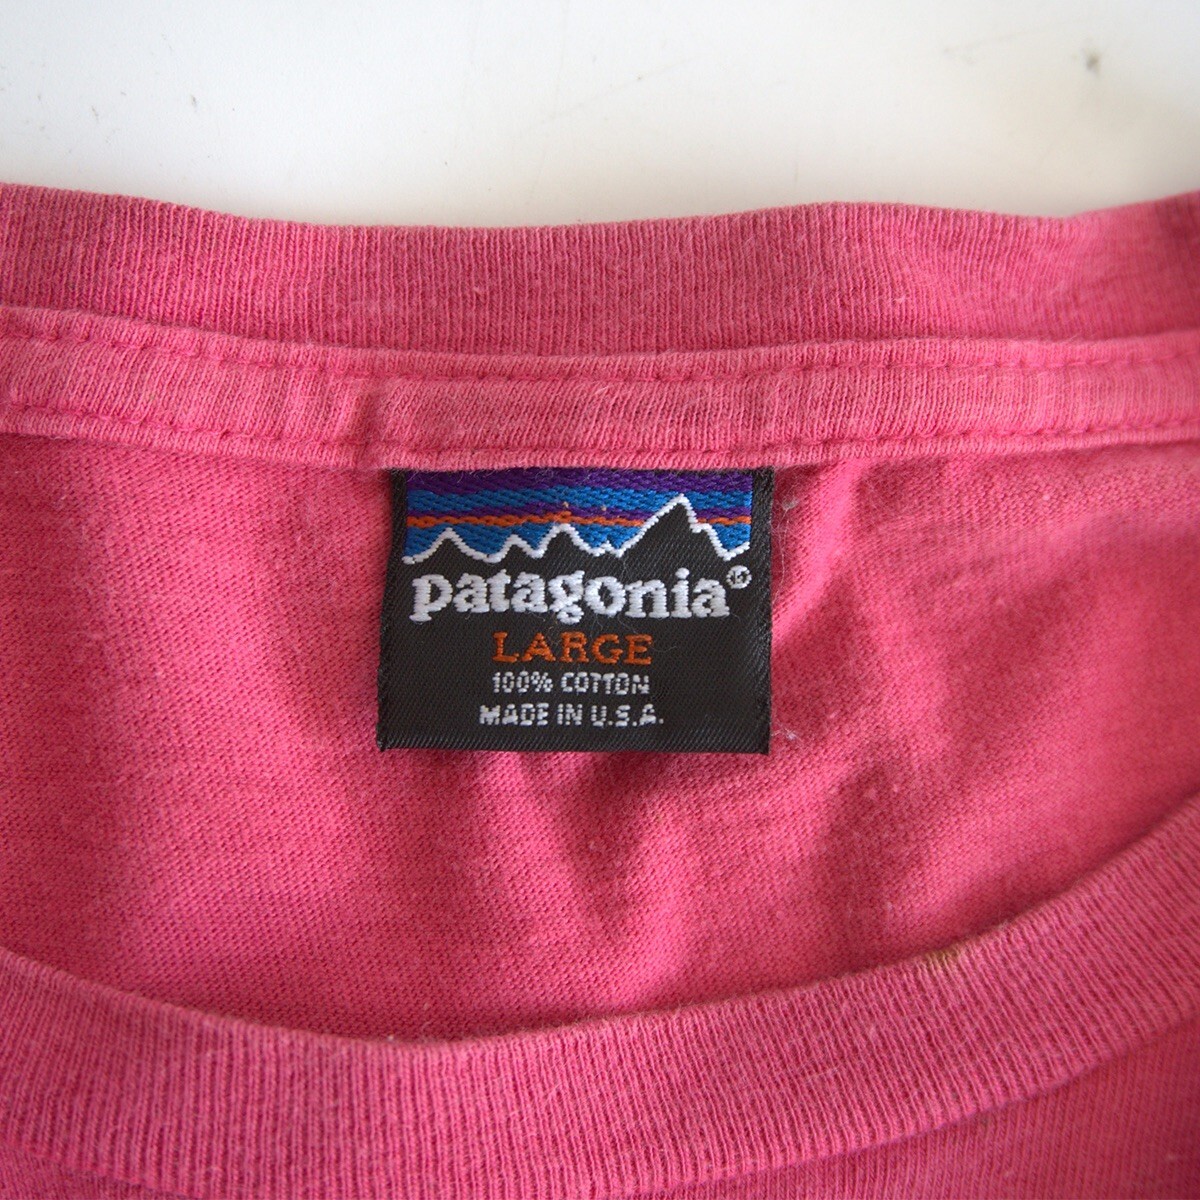 patagonia®
LARGE
100% COTTON
MADE IN U.S.A.